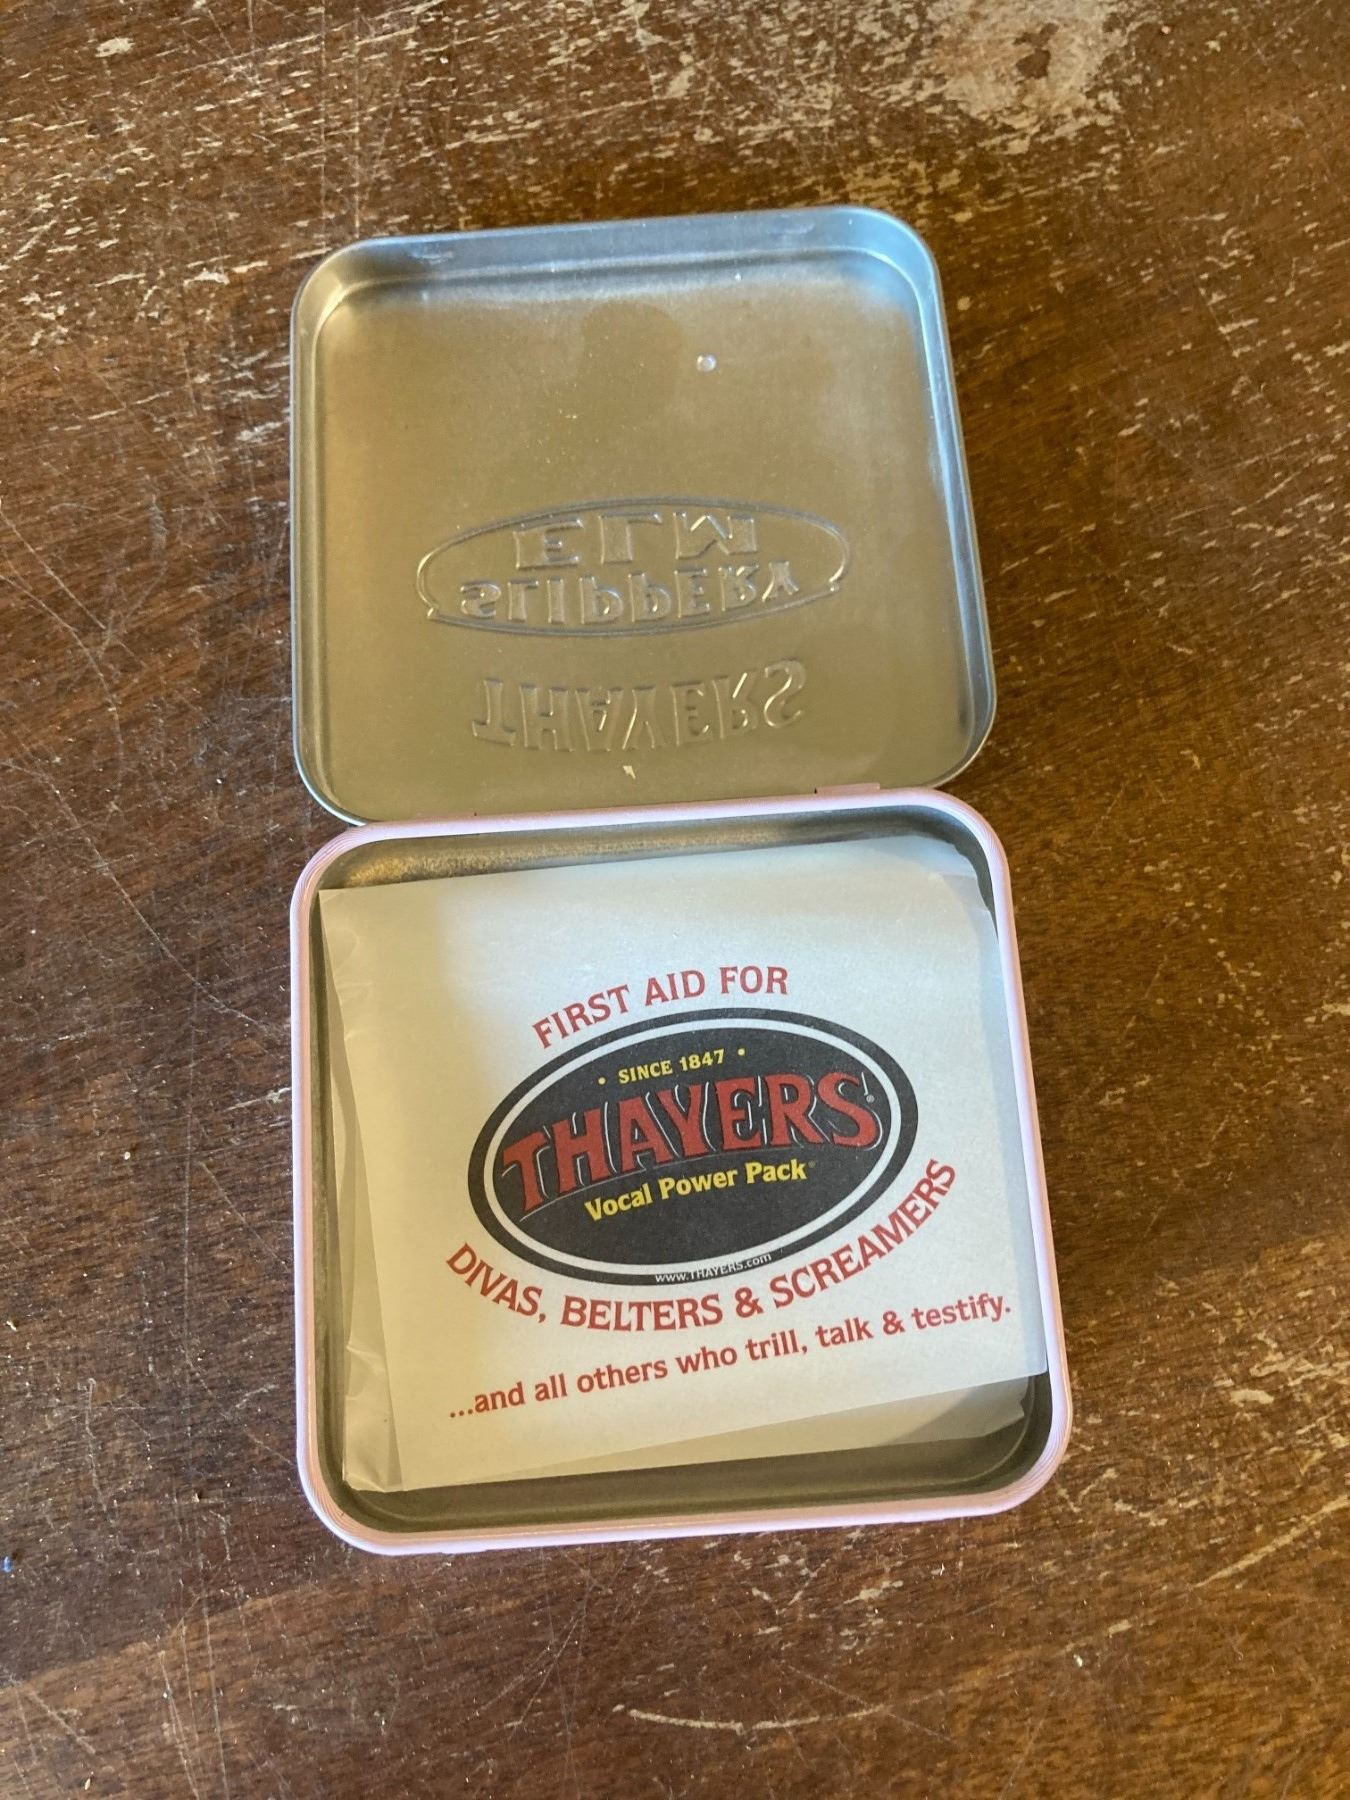 ELM
SLIPPERY
THAYERS
FIRST AID FOR
• SINCE 1847 •
THAYERS®
Vocal Power Pack®
www.THAYERS.com
DIVAS, BELTERS & SCREAMERS
...and all others who trill, talk & testify.